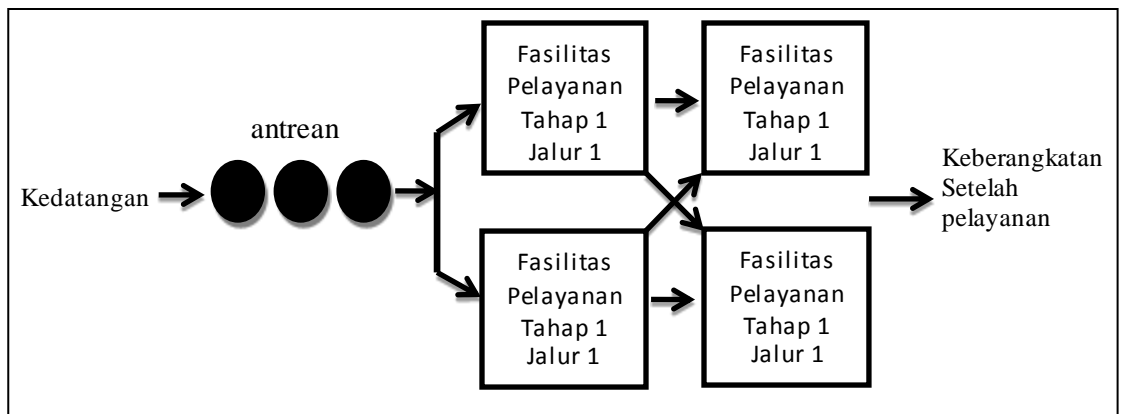 Kedatangan
antrean
Fasilitas
Pelayanan
Tahap 1
Jalur 1
Fasilitas
Pelayanan
Tahap 1
Jalur 1
Fasilitas
Pelayanan
Tahap 1
Jalur 1
Fasilitas
Pelayanan
Tahap 1
Jalur 1
Keberangkatan
Setelah
pelayanan